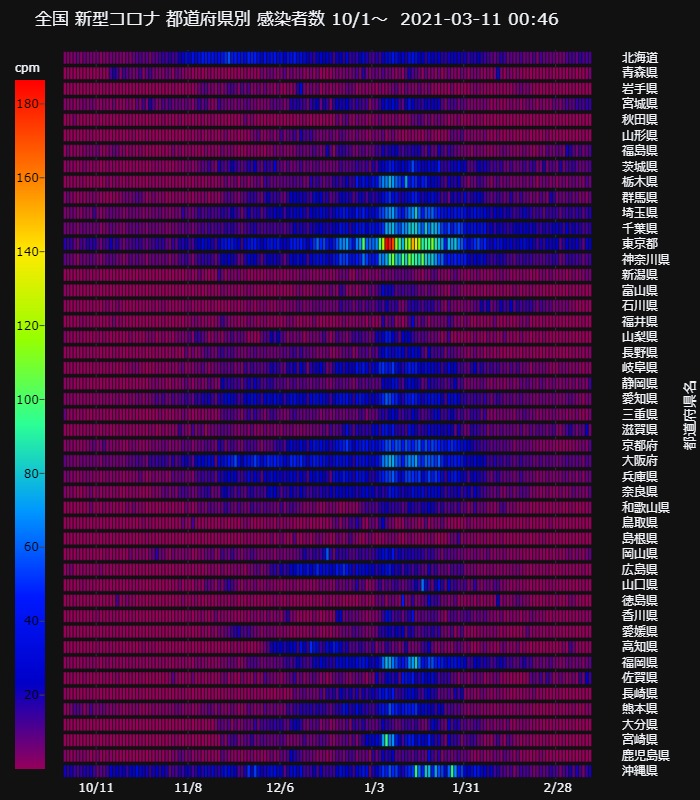 全国 新型コロナ 都道府県別 感染者数 10/1～ 2021-03-11 00:46
cpm
180
160
140
120
100
80
60
40
20
北海道
青森県
岩手県
宮城県
秋田県
山形県
福島県
茨城県
栃木県
群馬県
埼玉県
千葉県
東京都
神奈川県
新潟県
富山県
石川県
福井県
山梨県
長野県
岐阜県
静岡県
愛知県
三重県
滋賀県
京都府
大阪府
兵庫県
奈良県
和歌山県
鳥取県
島根県
岡山県
広島県
山口県
徳島県
香川県
愛媛県
高知県
福岡県
佐賀県
長崎県
熊本県
大分県
宮崎県
鹿児島県
沖縄県
都道府県名
10/11 11/8 12/6 1/3 1/31 2/28